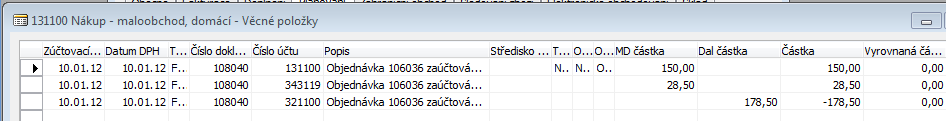 131100 Nákup - maloobchod, domácí - Věcné položky
Zúčtovací... Datum DPH T... Číslo dokl... Číslo účtu Popis Středisko ... T... O... O... MD částka Dal částka Částka Vyrovnaná čá...
10.01.12 10.01.12 F... 108040 131100 Objednávka 106036 zaúčtová... N.. N.. O... 150,00 150,00 0,00
10.01.12 10.01.12 F... 108040 343119 Objednávka 106036 zaúčtová... 28,50 28,50 0,00
10.01.12 10.01.12 F... 108040 321100 Objednávka 106036 zaúčtová... 178,50 -178,50 0,00